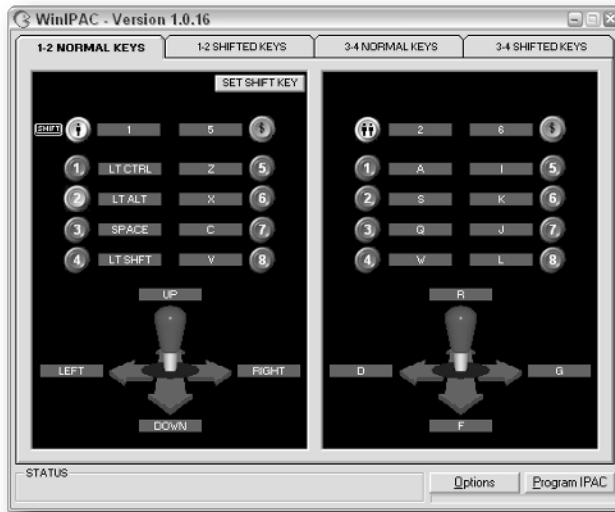 WinIPAC - Version 1.0.16
1-2 NORMAL KEYS 1-2 SHIFTED KEYS 3-4 NORMAL KEYS 3-4 SHIFTED KEYS
SET SHIFT KEY
SHIFT 1 5 $ 2 6 $
1 LT CTRL Z 5 1 A I 5
2 LT ALT X 6 2 S K 6
3 SPACE C 7 3 Q J 7
4 LT SHFT V 8 4 W L 8
UP R
LEFT RIGHT D G
DOWN F
STATUS
Options Program IPAC